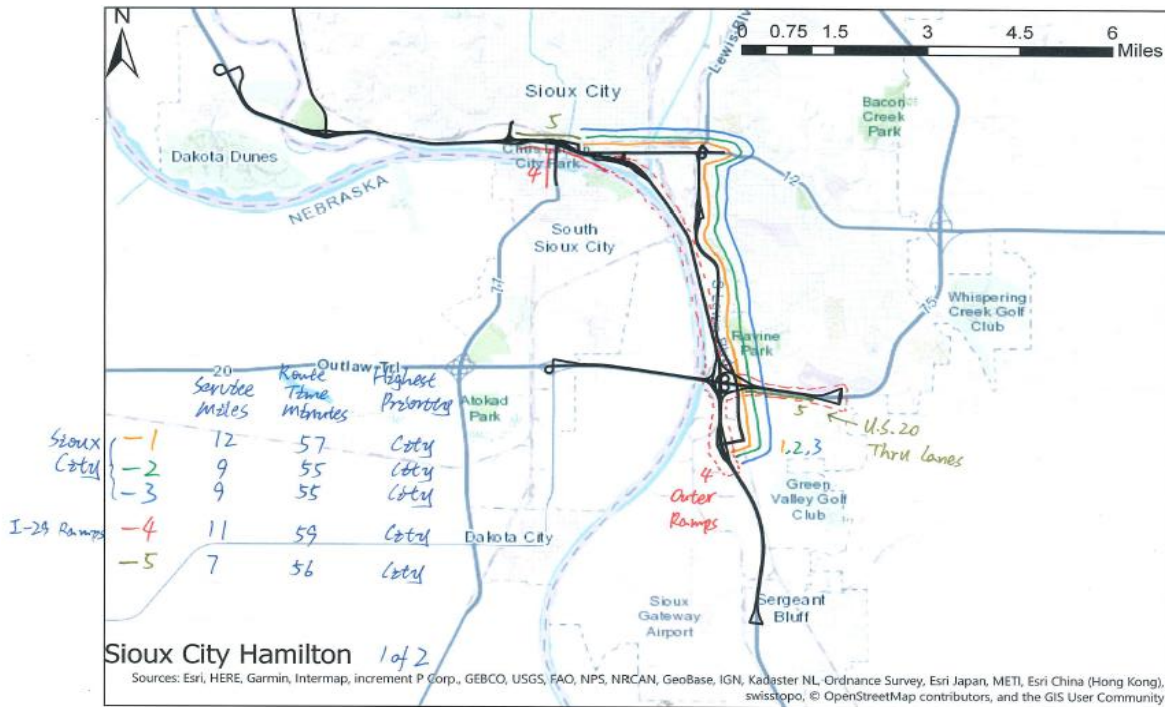 N
0 0.75 1.5 3 4.5 6
Miles
Lewis Blv
Sioux City
Bacon
Creek
Park
5
Dakota Dunes
City Park
4
NEBRASKA
12
South
Sioux City
77
75
Whispering
Creek Golf
Club
Ravine
Park
20 Outlaw Trl
Atokad
Park
5 ← U.S. 20
Thru lanes
1,2,3
4
Outer
Ramps
Green
Valley Golf
Club
Service Miles Route Time Minutes Highest Priority
Sioux City
-1 12 57 City
-2 9 55 City
-3 9 55 City
I-29 Ramps -4 11 59 City
-5 7 56 City
Dakota City
Sioux
Gateway
Airport
Sergeant
Bluff
Sioux City Hamilton 1 of 2
Sources: Esri, HERE, Garmin, Intermap, increment P Corp., GEBCO, USGS, FAO, NPS, NRCAN, GeoBase, IGN, Kadaster NL, Ordnance Survey, Esri Japan, METI, Esri China (Hong Kong),
swisstopo, © OpenStreetMap contributors, and the GIS User Community